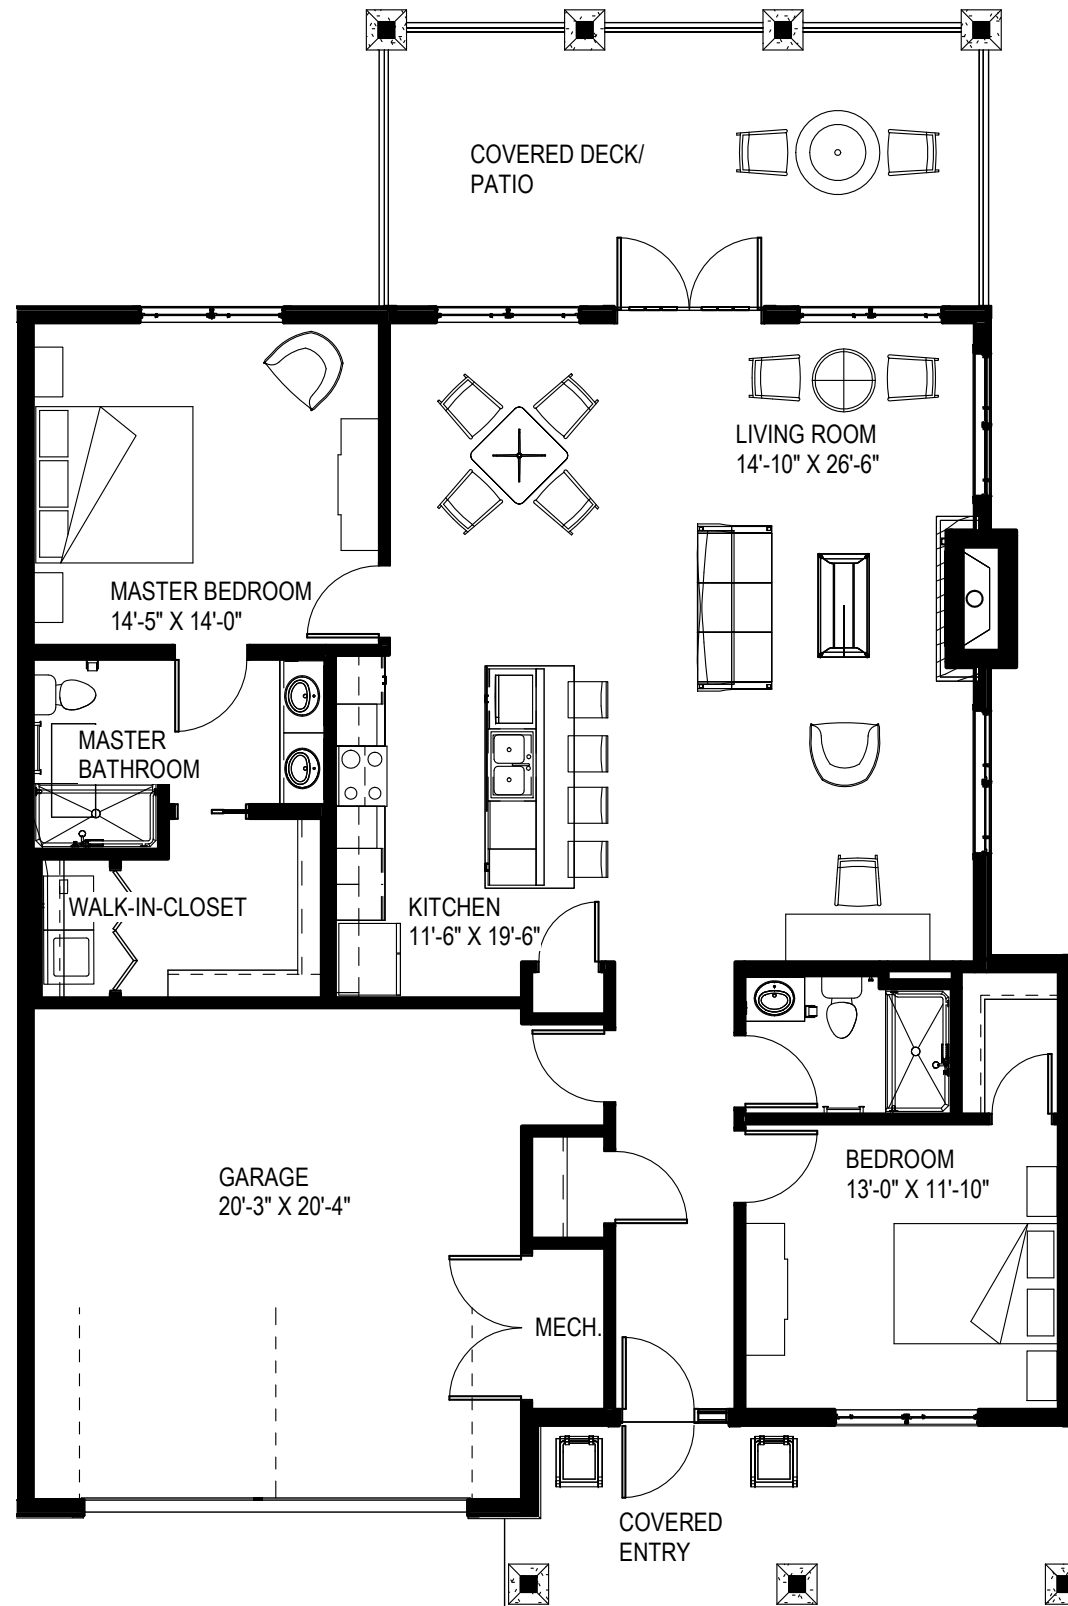 COVERED DECK/
PATIO
LIVING ROOM
14'-10" X 26'-6"
MASTER BEDROOM
14'-5" X 14'-0"
MASTER
BATHROOM
WALK-IN-CLOSET
KITCHEN
11'-6" X 19'-6"
BEDROOM
13'-0" X 11'-10"
GARAGE
20'-3" X 20'-4"
MECH.
COVERED
ENTRY